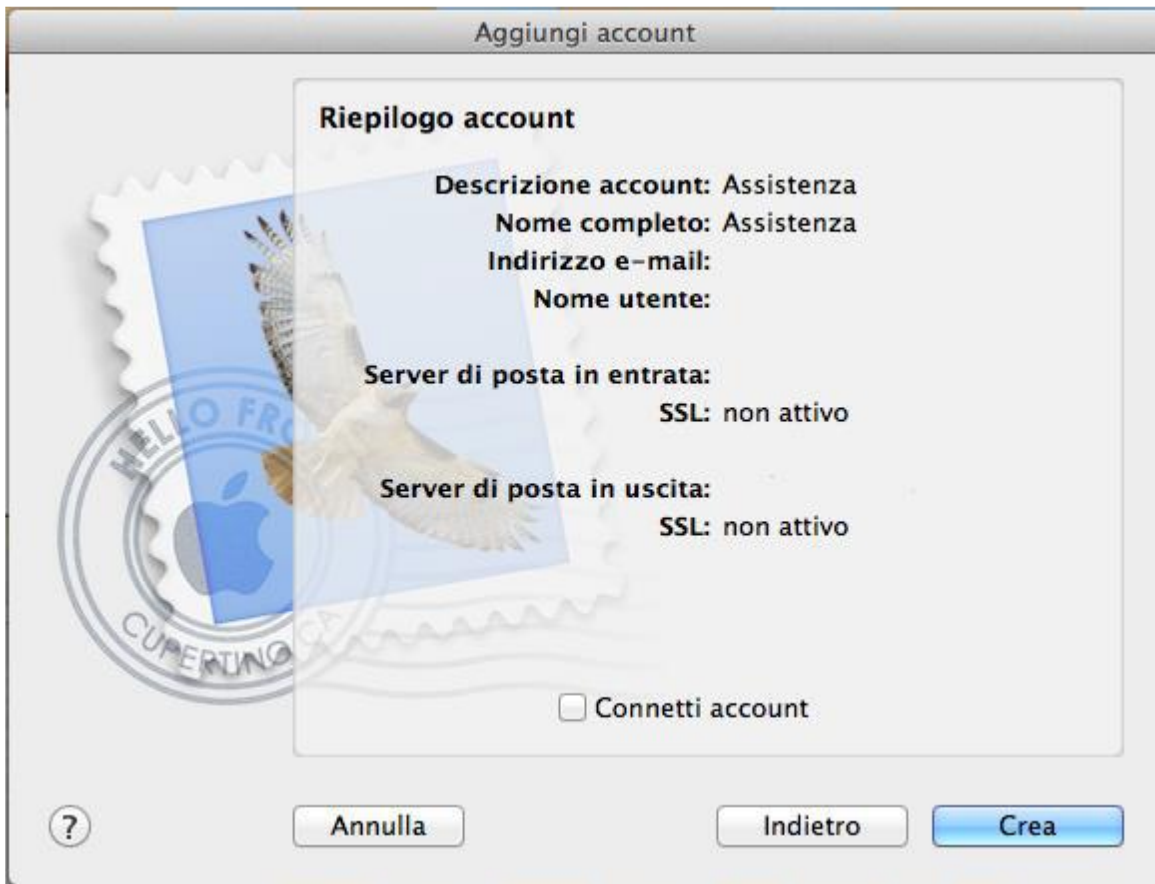 Aggiungi account
Riepilogo account
Descrizione account: Assistenza
Nome completo: Assistenza
Indirizzo e-mail:
Nome utente:
Server di posta in entrata:
SSL: non attivo
Server di posta in uscita:
SSL: non attivo
HELLO FRO
CUPERTINO CA
Connetti account
?
Annulla
Indietro
Crea